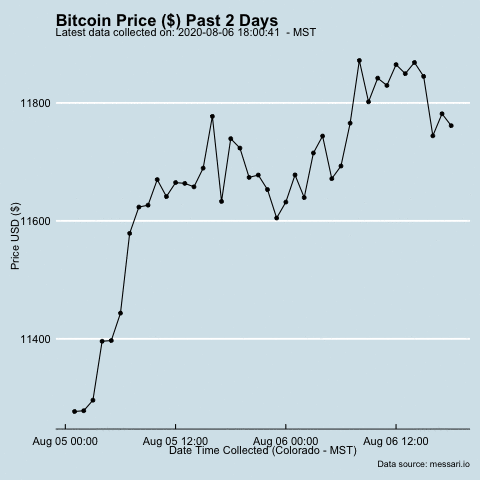 Bitcoin Price ($) Past 2 Days
Latest data collected on: 2020-08-06 18:00:41  - MST
11800
11600
11400
Price USD ($)
Aug 05 00:00 Aug 05 12:00 Aug 06 00:00 Aug 06 12:00
Date Time Collected (Colorado - MST)
Data source: messari.io